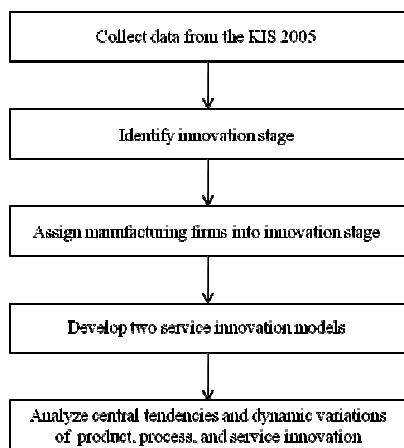 Collect data from the KIS 2005
Identify innovation stage
Assign manufacturing firms into innovation stage
Develop two service innovation models
Analyze central tendencies and dynamic variations
of product, process, and service innovation